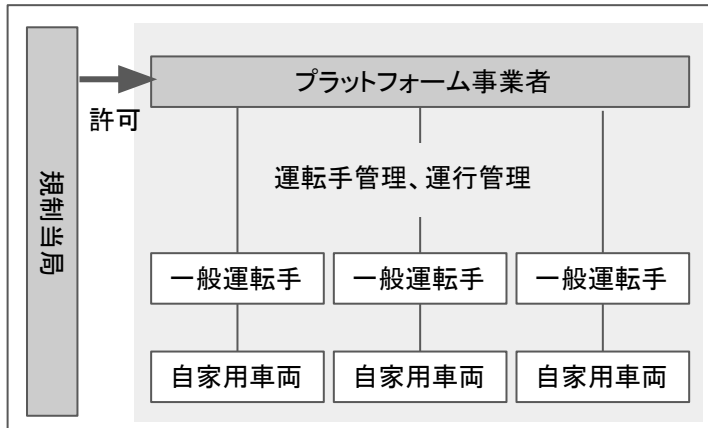 規制当局
許可
プラットフォーム事業者
運転手管理、運行管理
一般運転手
一般運転手
一般運転手
自家用車両
自家用車両
自家用車両